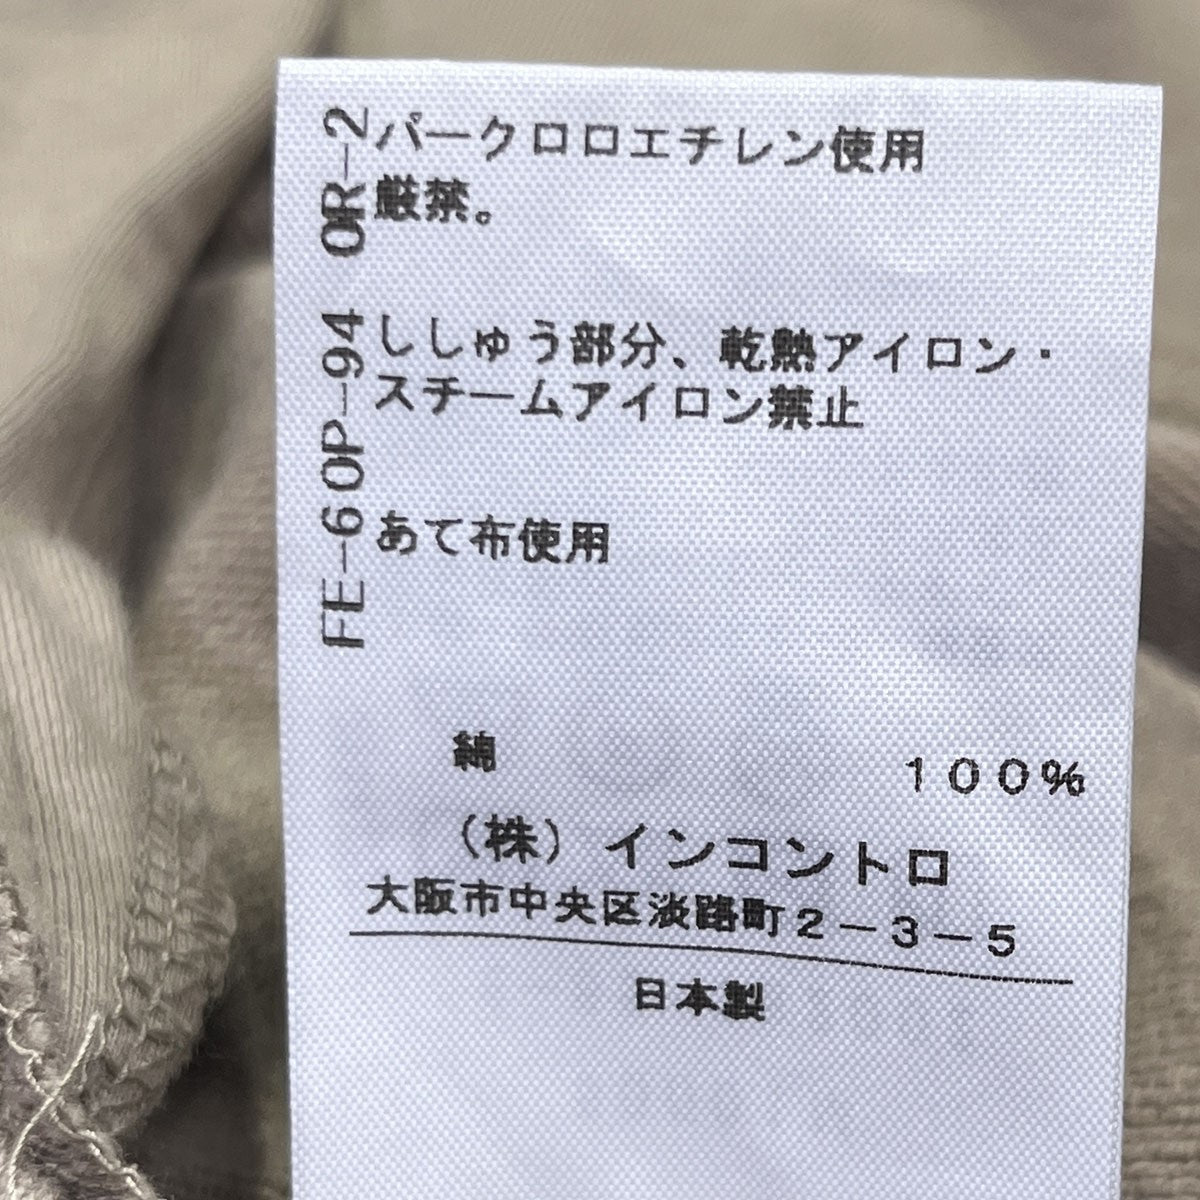 パークロロエチレン使用
厳禁。
ししゅう部分、乾熱アイロン・
スチームアイロン禁止
あて布使用
FE-6 OP-94 OR-2
綿 100%
(株) インコントロ
大阪市中央区淡路町2-3-5
日本製